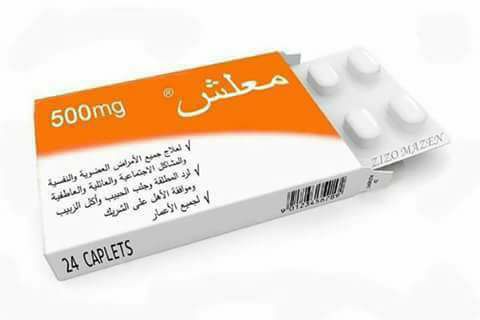 معلش ®
500mg
√ لعلاج جميع الأمراض العضوية والنفسية
والمشاكل الاجتماعية والعائلية والعاطفية
√ لرد المطلقة وجلب الحبيب وأكل الزبيب
وموافقة الأهل على الشريك
√ لجميع الأعمار
24 CAPLETS
ZIZO MAZEN